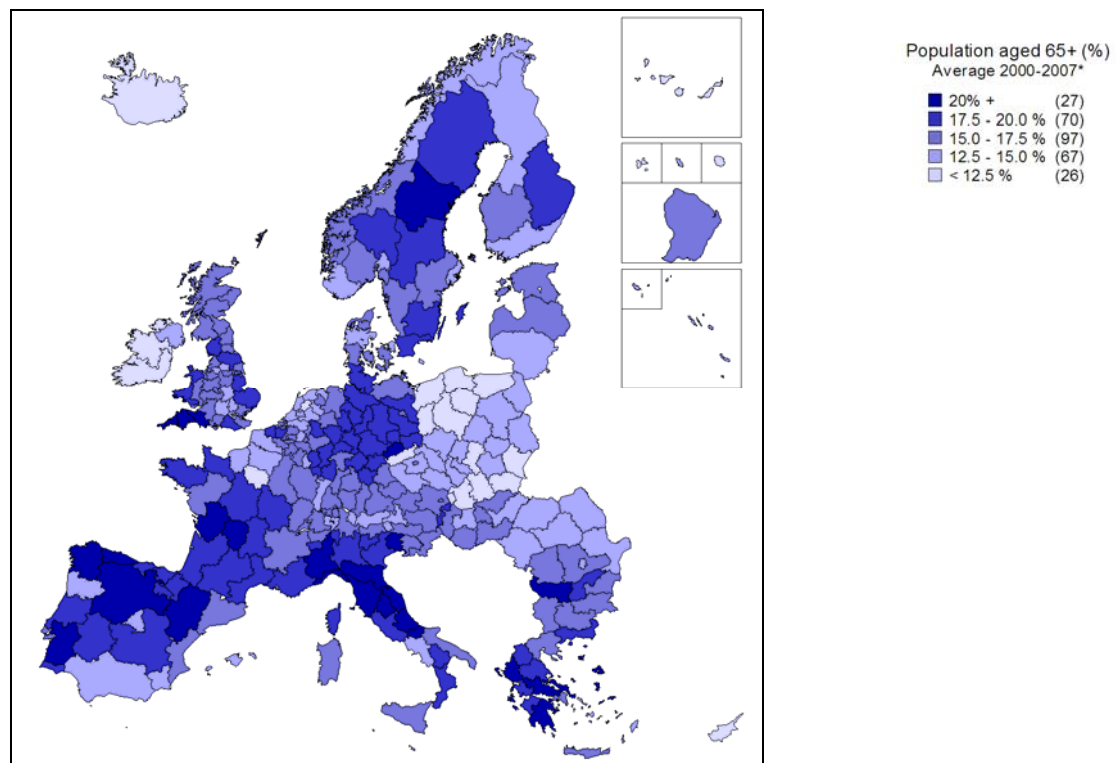 Population aged 65+ (%)
Average 2000-2007*
20% + (27)
17.5 - 20.0 % (70)
15.0 - 17.5 % (97)
12.5 - 15.0 % (67)
< 12.5 % (26)